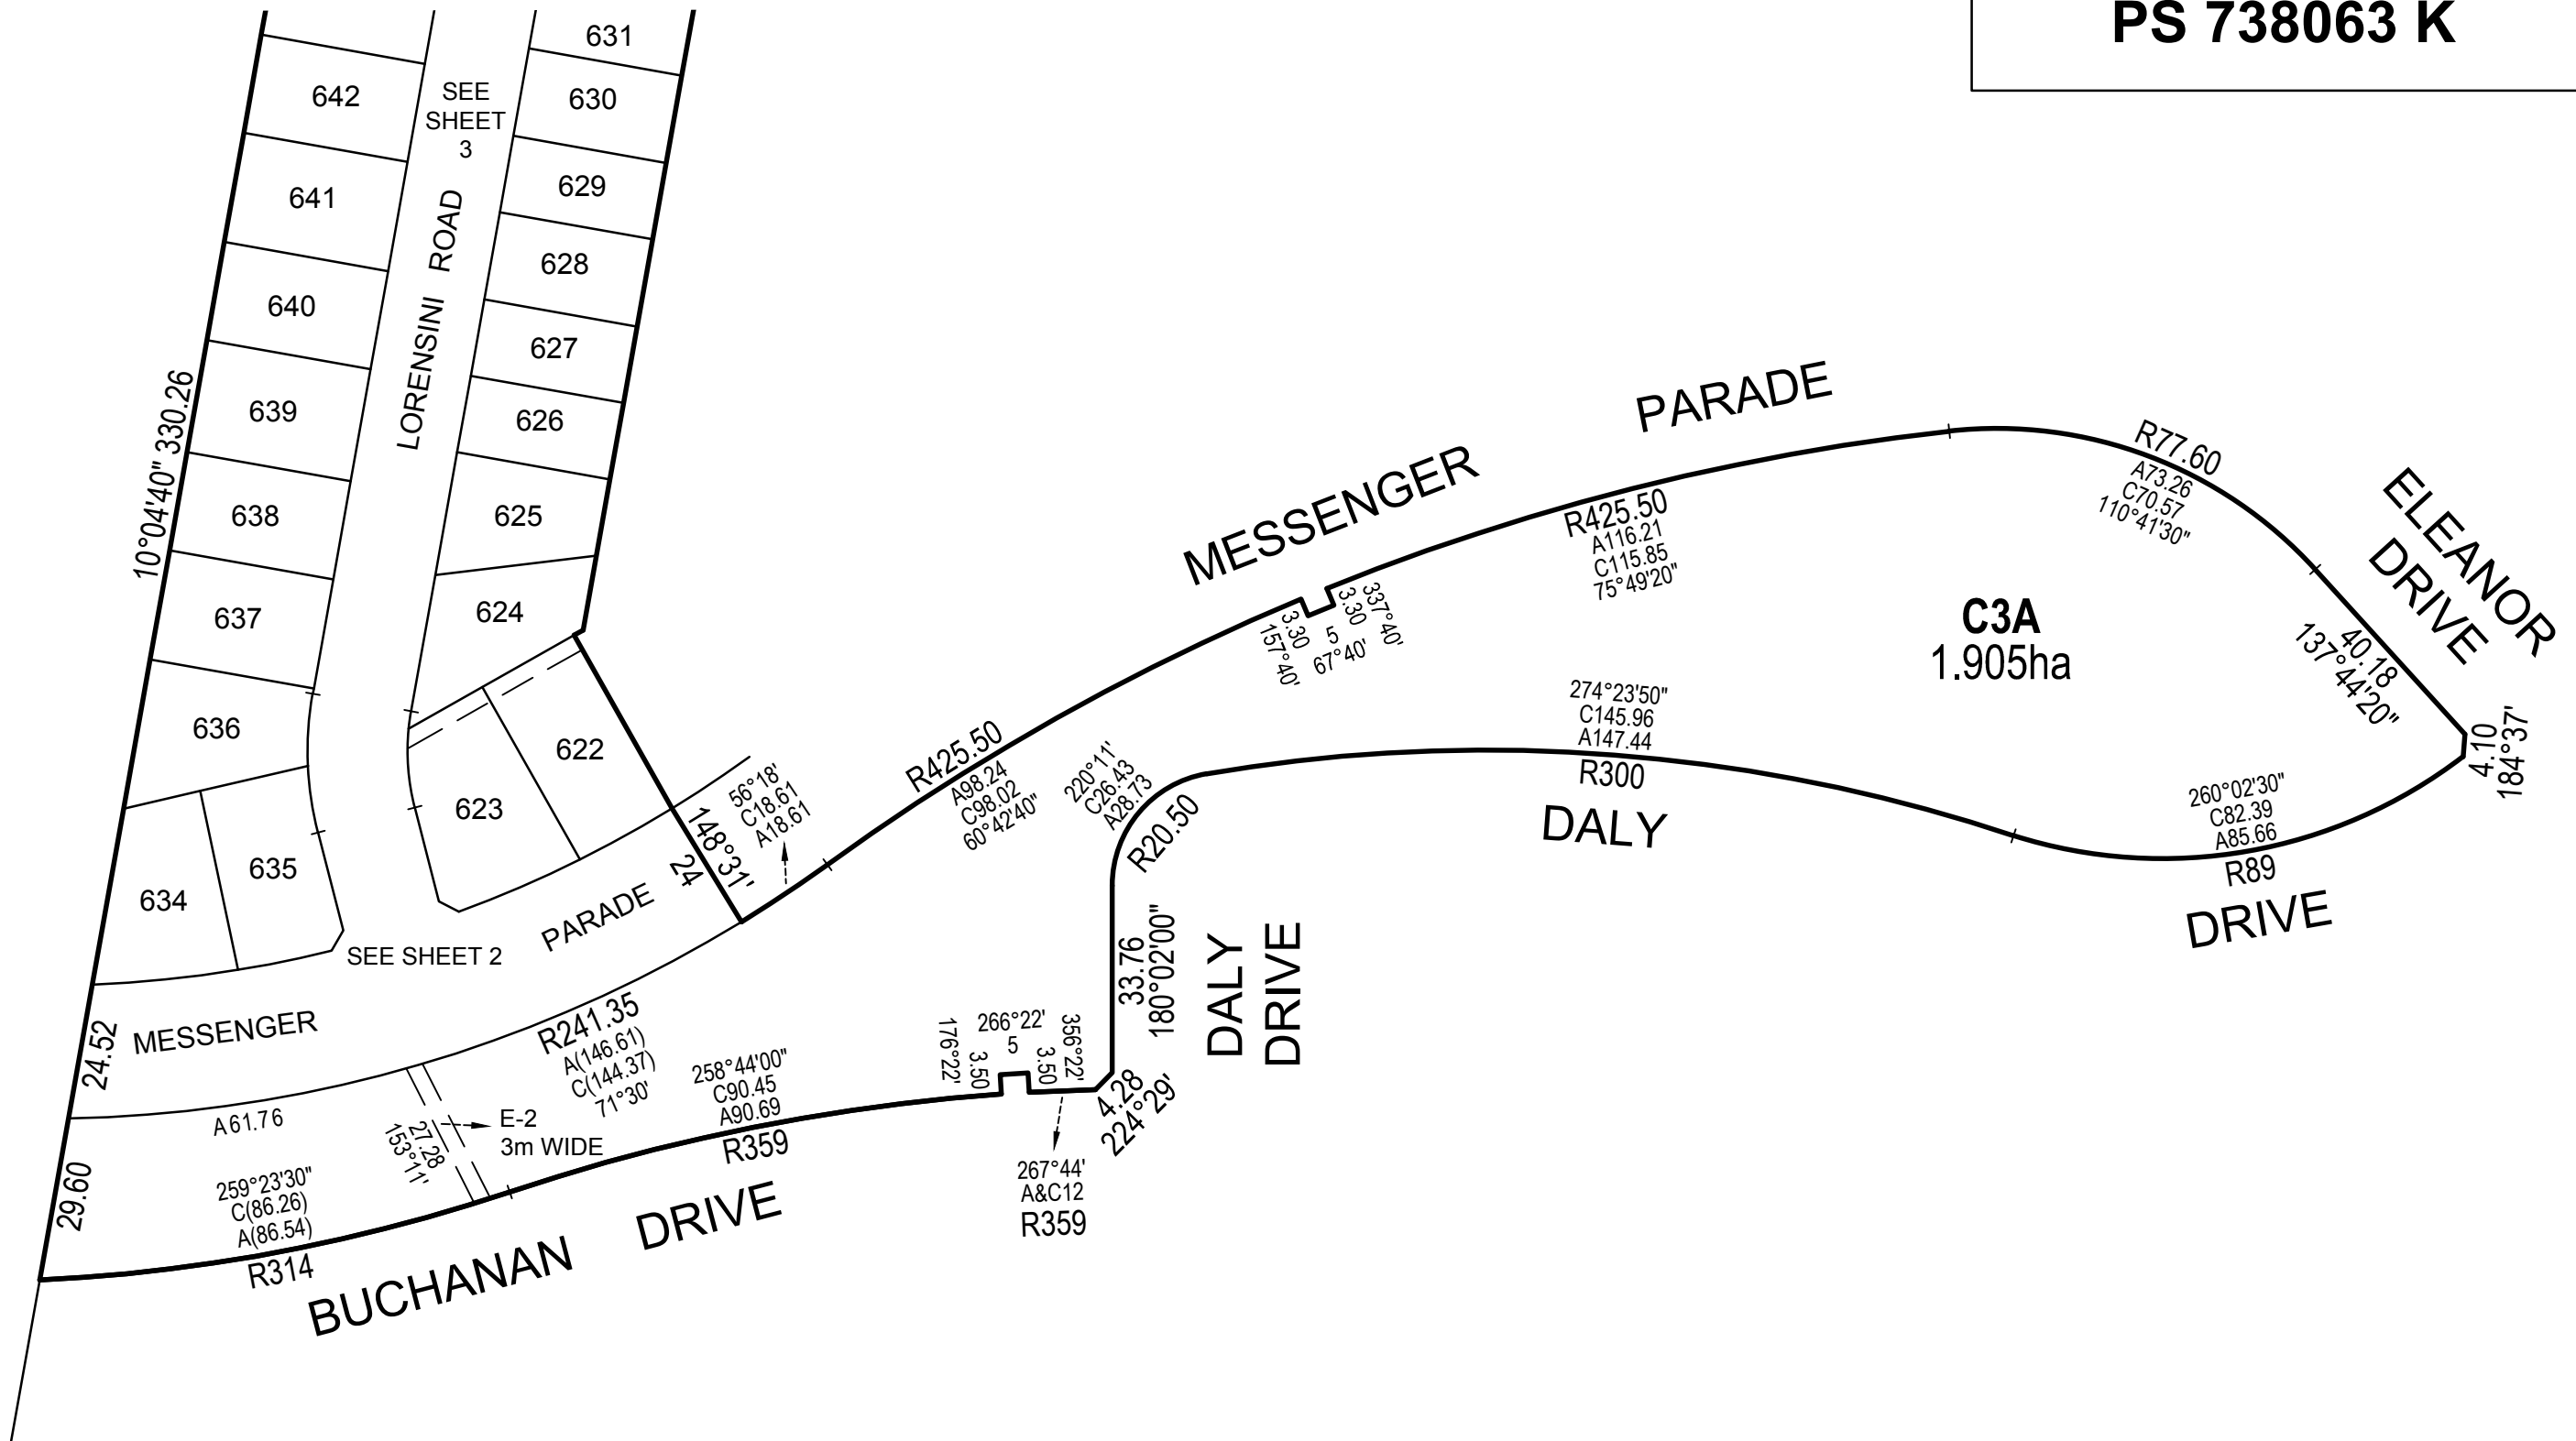 PS 738063 K
631
642
630
SEE
SHEET
3
641
629
628
640
627
639
626
638
625
637
624
636
622
623
635
634
LORENSINI ROAD
10°04'40" 330.26
MESSENGER PARADE
R77.60
A73.26
C70.57
110°41'30"
ELEANOR
DRIVE
R425.50
A116.21
C115.85
75°49'20"
337°40'
3.30
5
67°40'
3.30
157°40'
C3A
1.905ha
40.18
137°44'20"
4.10
184°37'
274°23'50"
C145.96
A147.44
R300
DALY
260°02'30"
C82.39
A85.66
R89
DRIVE
R425.50
A98.24
C98.02
60°42'40"
220°11'
C26.43
A28.73
R20.50
56°18'
C18.61
A18.61
148°31'
24
33.76
180°02'00"
DALY
DRIVE
SEE SHEET 2
MESSENGER
PARADE
24.52
R241.35
A(146.61)
C(144.37)
71°30'
A61.76
27.28
153°11'
E-2
3m WIDE
258°44'00"
C90.45
A90.69
R359
176°22'
3.50
266°22'
5
3.50
356°22'
4.28
224°29'
267°44'
A&C12
R359
29.60
259°23'30"
C(86.26)
A(86.54)
R314
BUCHANAN DRIVE